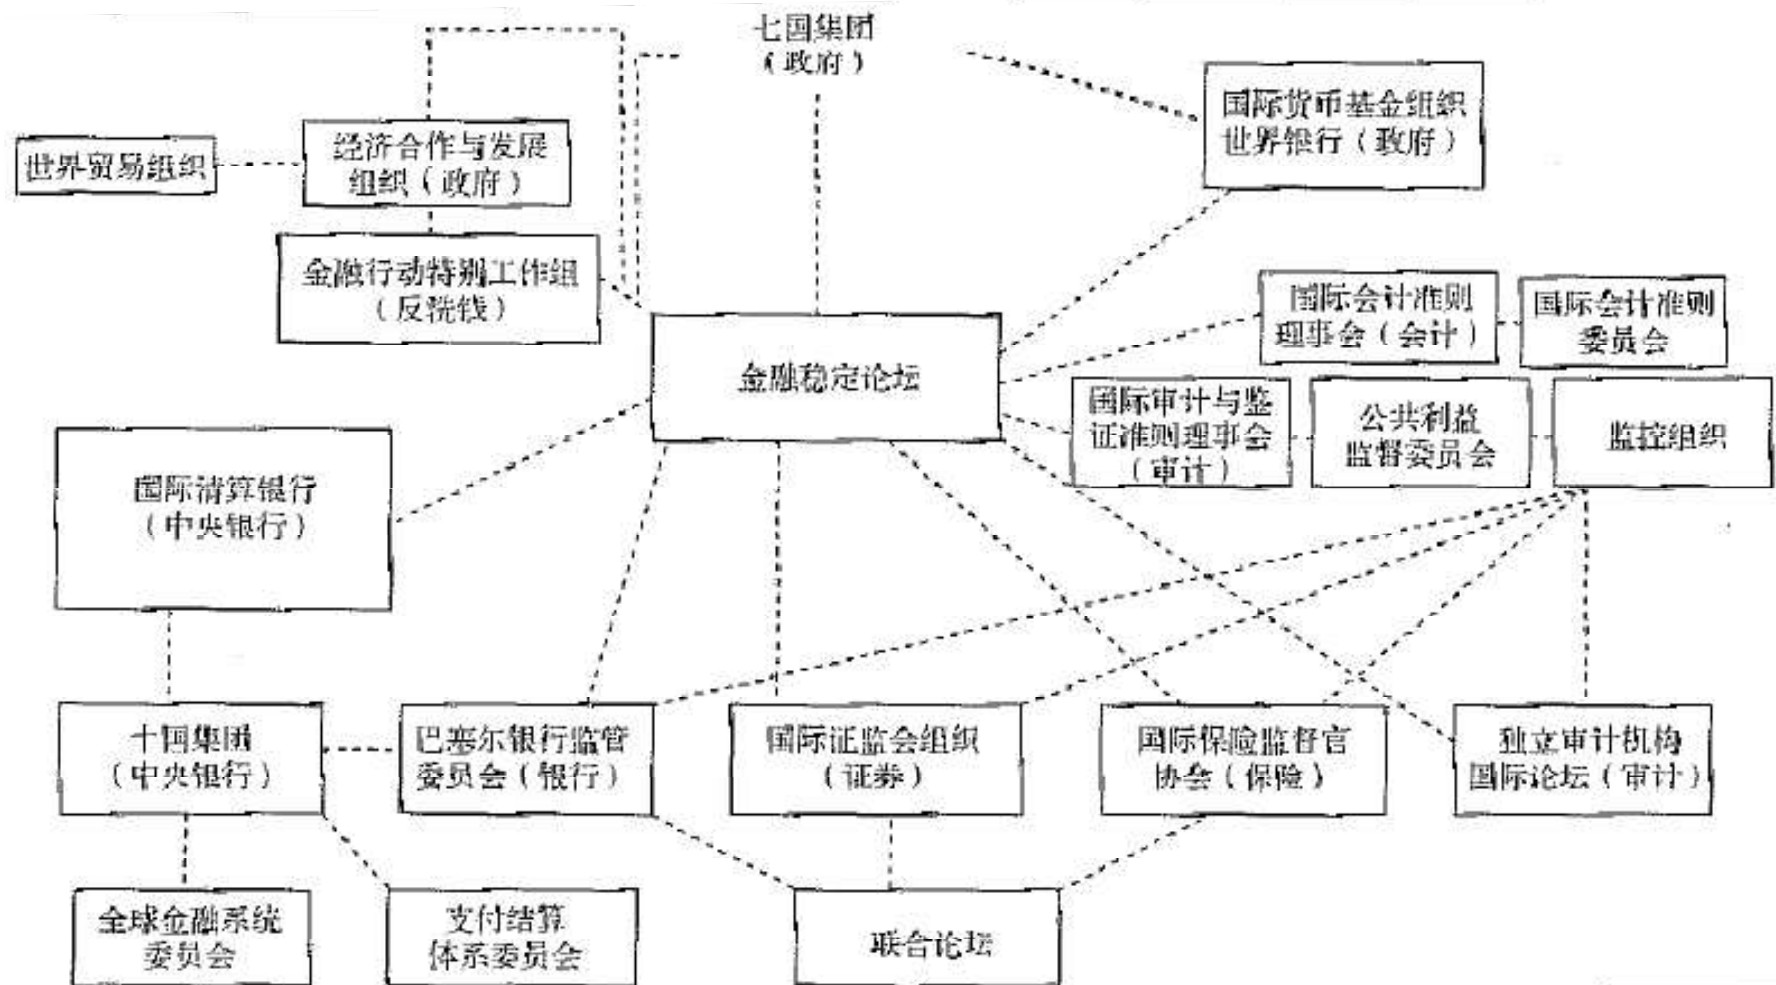 七国集团
（政府）
国际货币基金组织
世界银行（政府）
世界贸易组织
经济合作与发展
组织（政府）
金融行动特别工作组
（反洗钱）
国际会计准则
理事会（会计）
国际会计准则
委员会
金融稳定论坛
国际审计与鉴
证准则理事会
（审计）
公共利益
监督委员会
监控组织
国际清算银行
（中央银行）
十国集团
（中央银行）
巴塞尔银行监管
委员会（银行）
国际证监会组织
（证券）
国际保险监督官
协会（保险）
独立审计机构
国际论坛（审计）
全球金融系统
委员会
支付结算
体系委员会
联合论坛